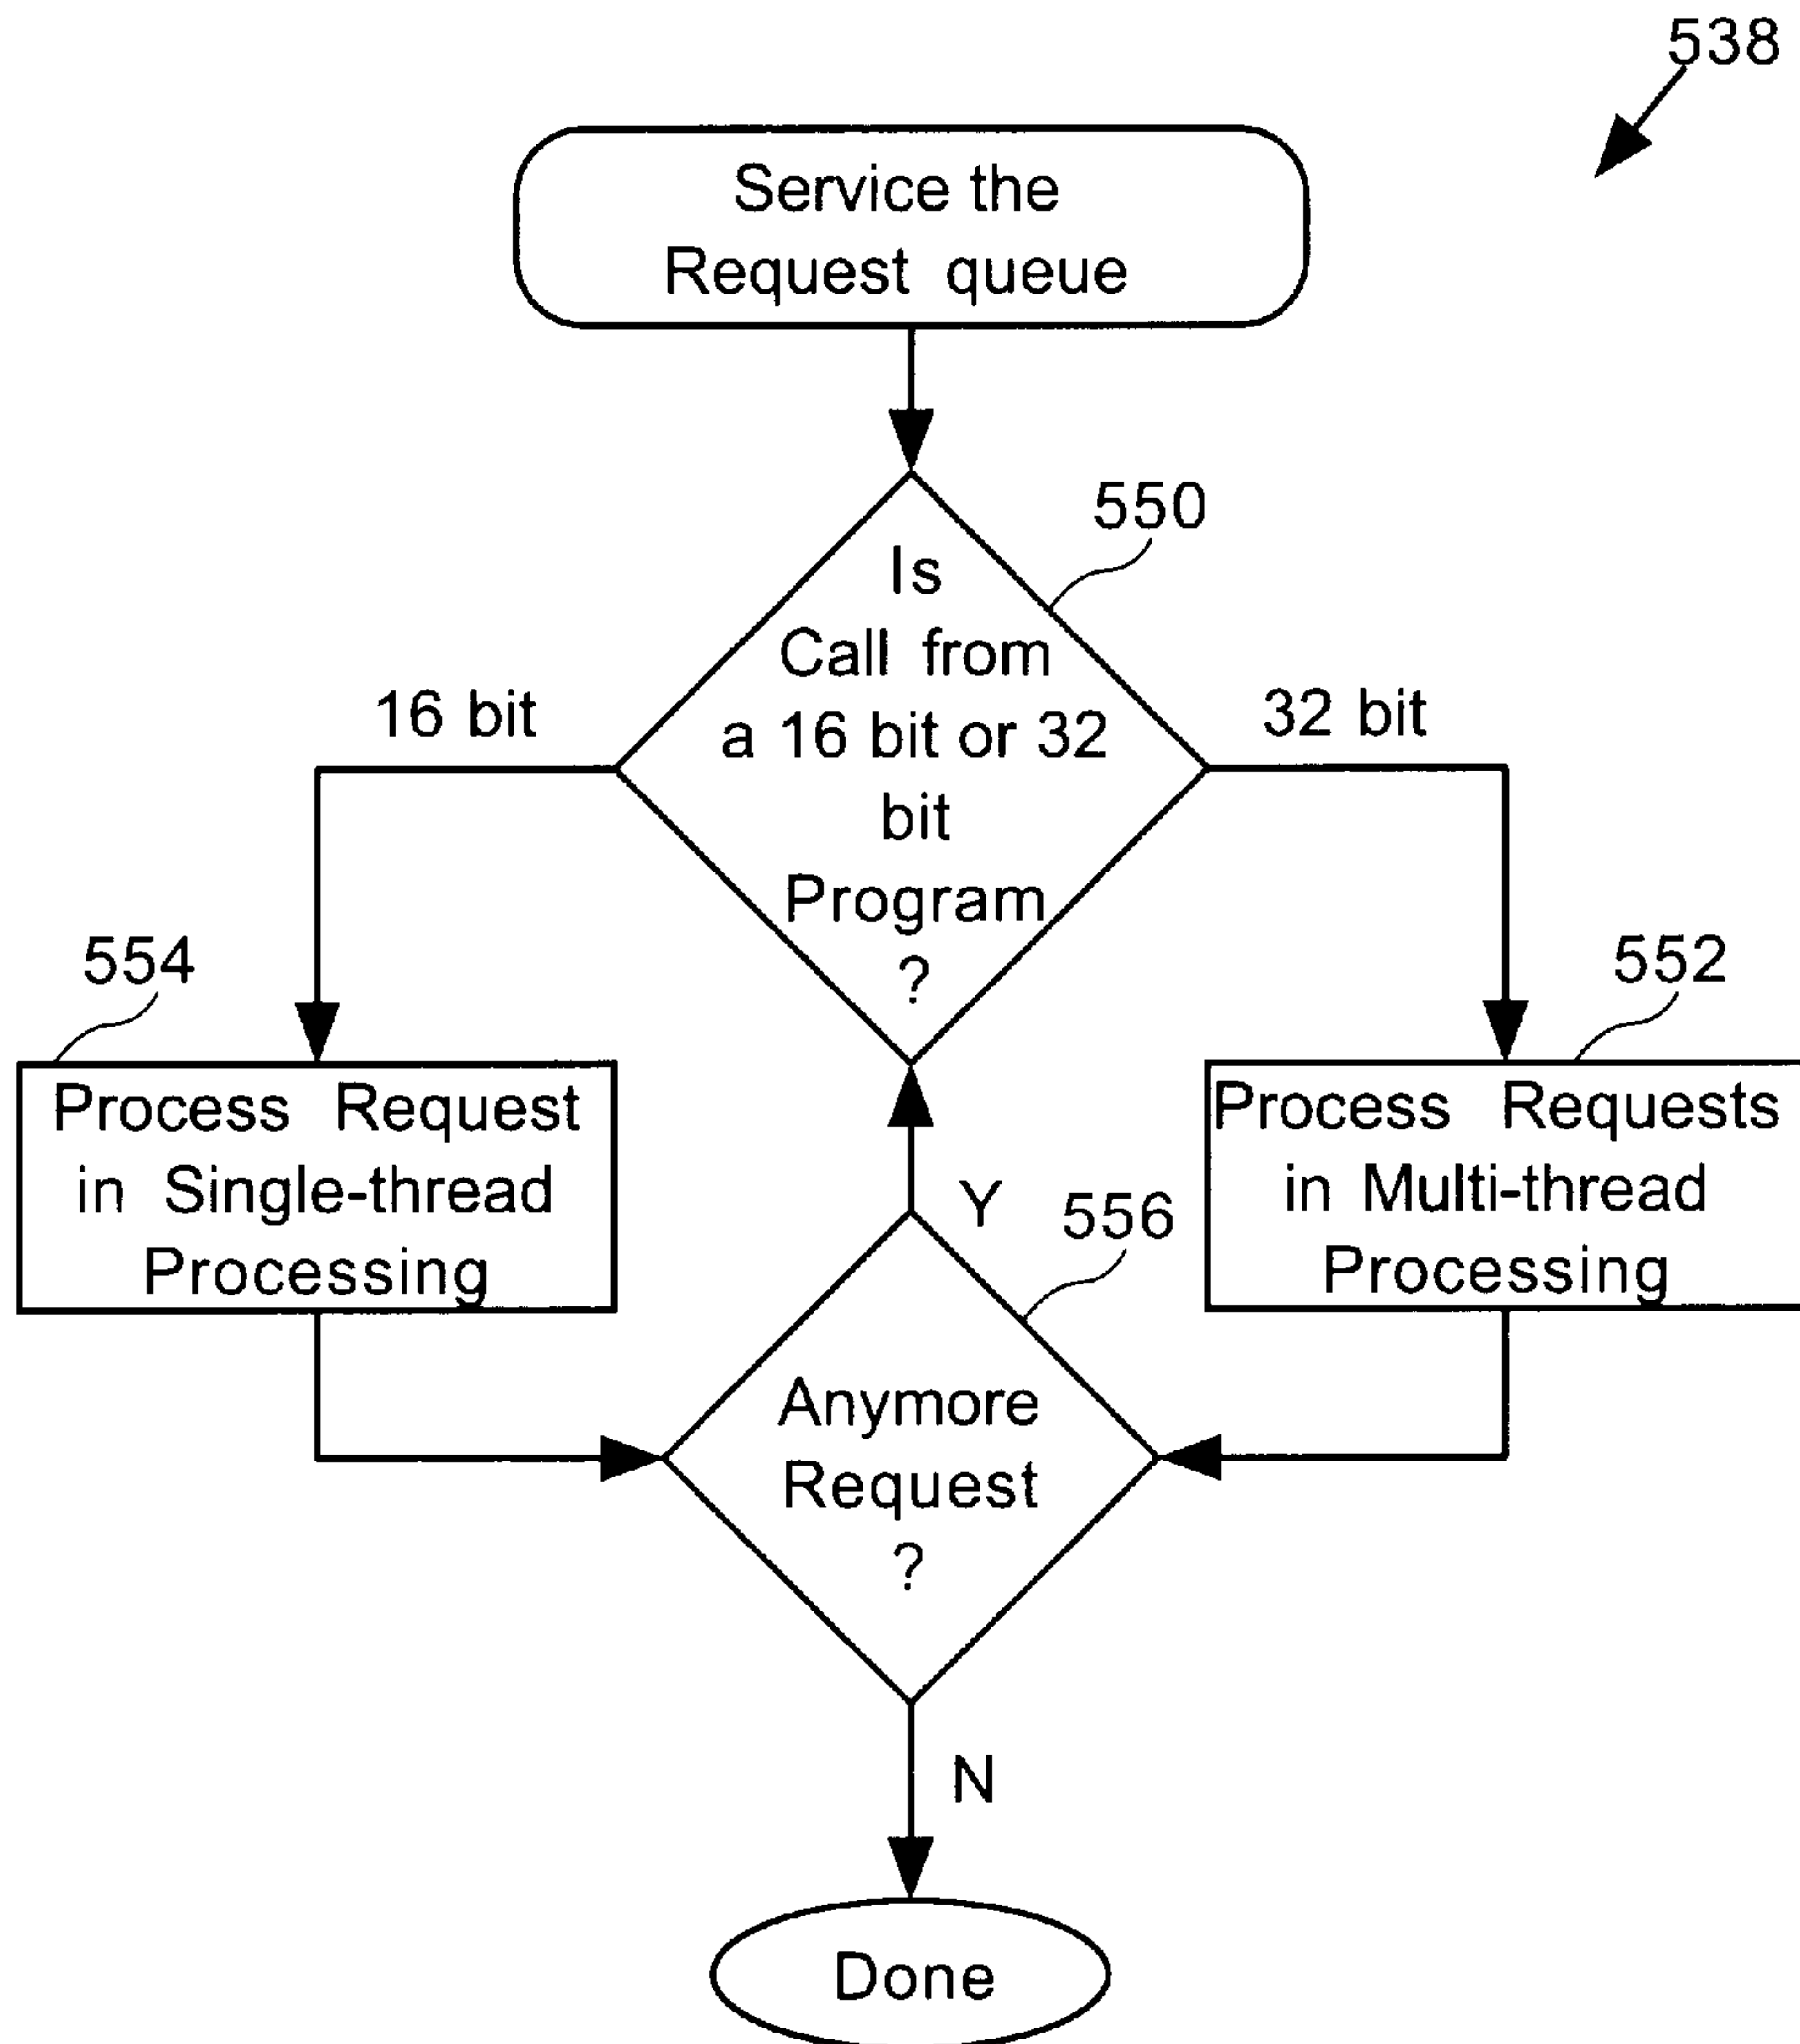 538
Service the
Request queue
550
Is
Call from
a 16 bit or 32
bit
Program
?
16 bit
32 bit
554
552
Process Request
in Single-thread
Processing
Process Requests
in Multi-thread
Processing
Y
556
Anymore
Request
?
N
Done